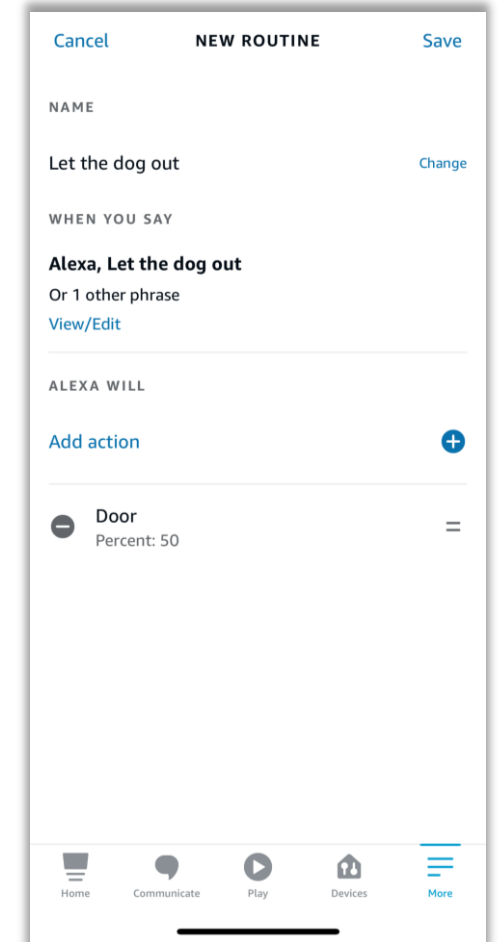 Cancel NEW ROUTINE Save
NAME
Let the dog out Change
WHEN YOU SAY
Alexa, Let the dog out
Or 1 other phrase
View/Edit
ALEXA WILL
Add action
Door
Percent: 50
Home Communicate Play Devices More